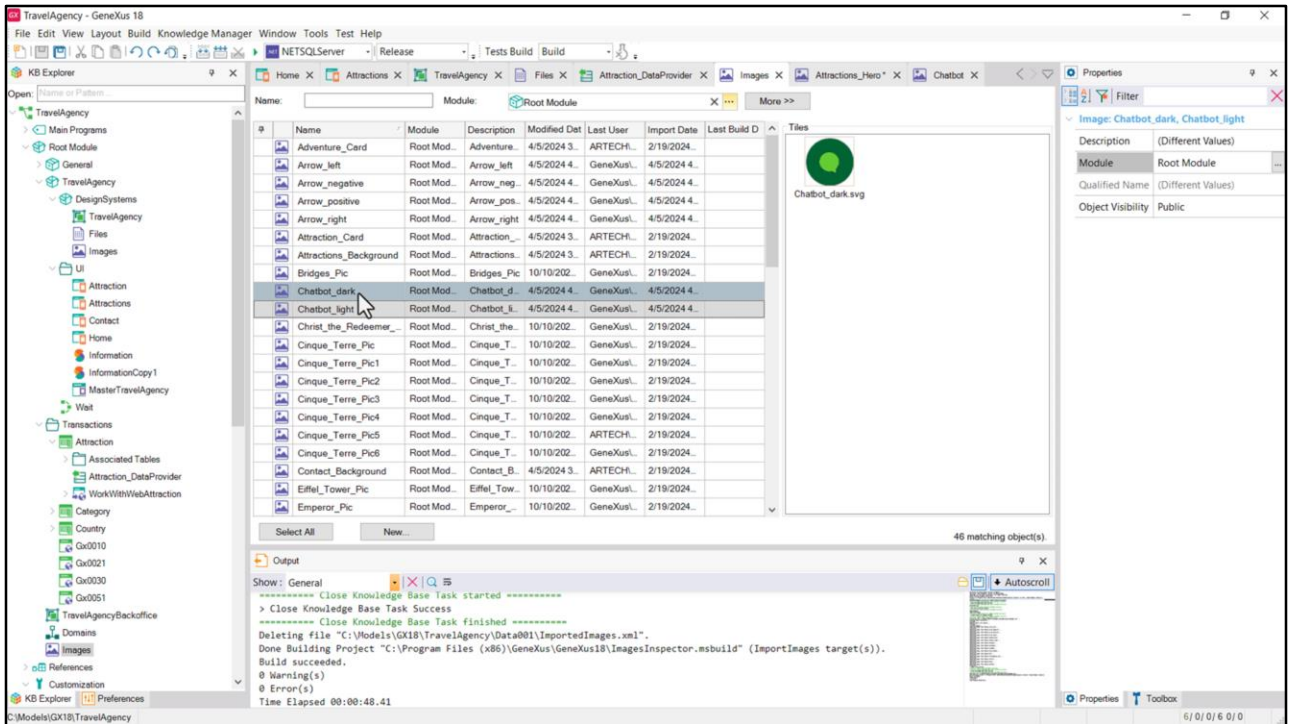 TravelAgency - GeneXus 18
File Edit View Layout Build Knowledge Manager Window Tools Test Help
NETSQLServer Release Tests Build Build
KB Explorer
Open: Name or Pattern...
TravelAgency
Main Programs
Root Module
General
TravelAgency
DesignSystems
TravelAgency
Files
Images
UI
Attraction
Attractions
Contact
Home
Information
InformationCopy1
MasterTravelAgency
Wait
Transactions
Attraction
Associated Tables
Attraction_DataProvider
WorkWithWebAttraction
Category
Country
Gx0010
Gx0021
Gx0030
Gx0051
TravelAgencyBackoffice
Domains
Images
References
Customization
KB Explorer Preferences
Home Attractions TravelAgency Files Attraction_DataProvider Images Attractions_Hero* Chatbot
Name: Module: Root Module More >>
Name Module Description Modified Dat Last User Import Date Last Build D
Adventure_Card Root Mod... Adventure... 4/5/2024 3... ARTECH\... 2/19/2024...
Arrow_left Root Mod... Arrow_left 4/5/2024 4... GeneXus\... 4/5/2024 4...
Arrow_negative Root Mod... Arrow_neg... 4/5/2024 4... GeneXus\... 4/5/2024 4...
Arrow_positive Root Mod... Arrow_pos... 4/5/2024 4... GeneXus\... 4/5/2024 4...
Arrow_right Root Mod... Arrow_right 4/5/2024 4... GeneXus\... 4/5/2024 4...
Attraction_Card Root Mod... Attraction_... 4/5/2024 3... ARTECH\... 2/19/2024...
Attractions_Background Root Mod... Attractions... 4/5/2024 3... ARTECH\... 2/19/2024...
Bridges_Pic Root Mod... Bridges_Pic 10/10/202... GeneXus\... 2/19/2024...
Chatbot_dark Root Mod... Chatbot_d... 4/5/2024 4... GeneXus\... 4/5/2024 4...
Chatbot_light Root Mod... Chatbot_li... 4/5/2024 4... GeneXus\... 4/5/2024 4...
Christ_the_Redeemer_... Root Mod... Christ_the... 10/10/202... GeneXus\... 2/19/2024...
Cinque_Terre_Pic Root Mod... Cinque_T... 10/10/202... GeneXus\... 2/19/2024...
Cinque_Terre_Pic1 Root Mod... Cinque_T... 10/10/202... GeneXus\... 2/19/2024...
Cinque_Terre_Pic2 Root Mod... Cinque_T... 10/10/202... GeneXus\... 2/19/2024...
Cinque_Terre_Pic3 Root Mod... Cinque_T... 10/10/202... GeneXus\... 2/19/2024...
Cinque_Terre_Pic4 Root Mod... Cinque_T... 10/10/202... GeneXus\... 2/19/2024...
Cinque_Terre_Pic5 Root Mod... Cinque_T... 10/10/202... ARTECH\... 2/19/2024...
Cinque_Terre_Pic6 Root Mod... Cinque_T... 10/10/202... GeneXus\... 2/19/2024...
Contact_Background Root Mod... Contact_B... 4/5/2024 3... ARTECH\... 2/19/2024...
Eiffel_Tower_Pic Root Mod... Eiffel_Tow... 10/10/202... GeneXus\... 2/19/2024...
Emperor_Pic Root Mod... Emperor_... 10/10/202... GeneXus\... 2/19/2024...
Tiles
Chatbot_dark.svg
Select All New... 46 matching object(s).
Output
Show: General Autoscroll
========== Close Knowledge Base Task started ==========
> Close Knowledge Base Task Success
========== Close Knowledge Base Task finished ==========
Deleting file "C:\Models\GX18\TravelAgency\Data001\ImportedImages.xml".
Done Building Project "C:\Program Files (x86)\GeneXus\GeneXus18\ImagesInspector.msbuild" (ImportImages target(s)).
Build succeeded.
0 Warning(s)
0 Error(s)
Time Elapsed 00:00:48.41
Properties
Filter
Image: Chatbot_dark, Chatbot_light
Description (Different Values)
Module Root Module
Qualified Name (Different Values)
Object Visibility Public
Properties Toolbox
C:\Models\GX18\TravelAgency 6/ 0/ 0/ 6 0/ 0